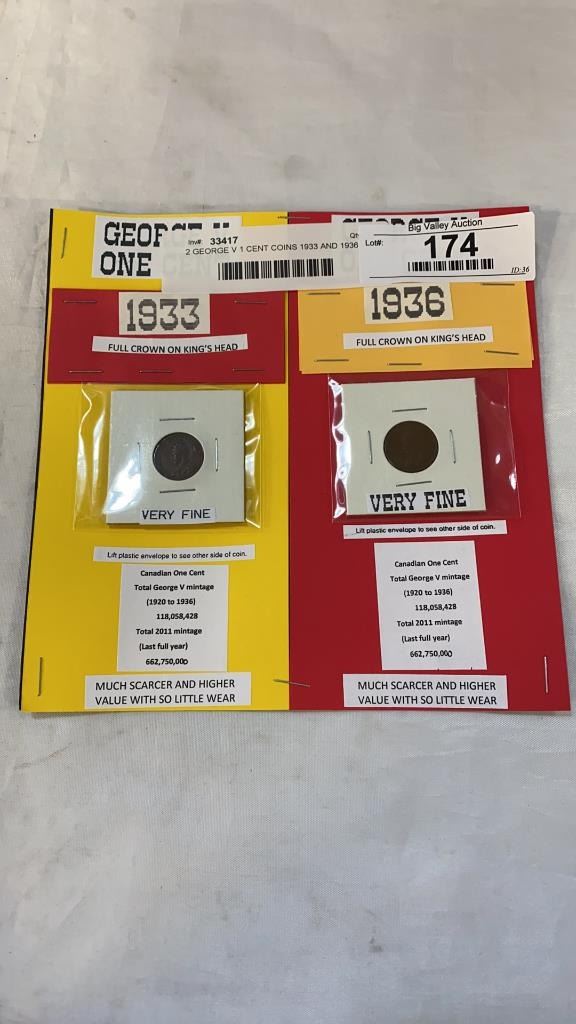 GEORGE V
ONE CENT
GEORGE V
Inv#: 33417
Qty
2 GEORGE V 1 CENT COINS 1933 AND 1936
Big Valley Auction
Lot#: 174
ID:36
1933
FULL CROWN ON KING'S HEAD
1936
FULL CROWN ON KING'S HEAD
VERY FINE
VERY FINE
Lift plastic envelope to see other side of coin.
Canadian One Cent
Total George V mintage
(1920 to 1936)
118,058,428
Total 2011 mintage
(Last full year)
662,750,000
MUCH SCARCER AND HIGHER
VALUE WITH SO LITTLE WEAR
Lift plastic envelope to see other side of coin.
Canadian One Cent
Total George V mintage
(1920 to 1936)
118,058,428
Total 2011 mintage
(Last full year)
662,750,000
MUCH SCARCER AND HIGHER
VALUE WITH SO LITTLE WEAR